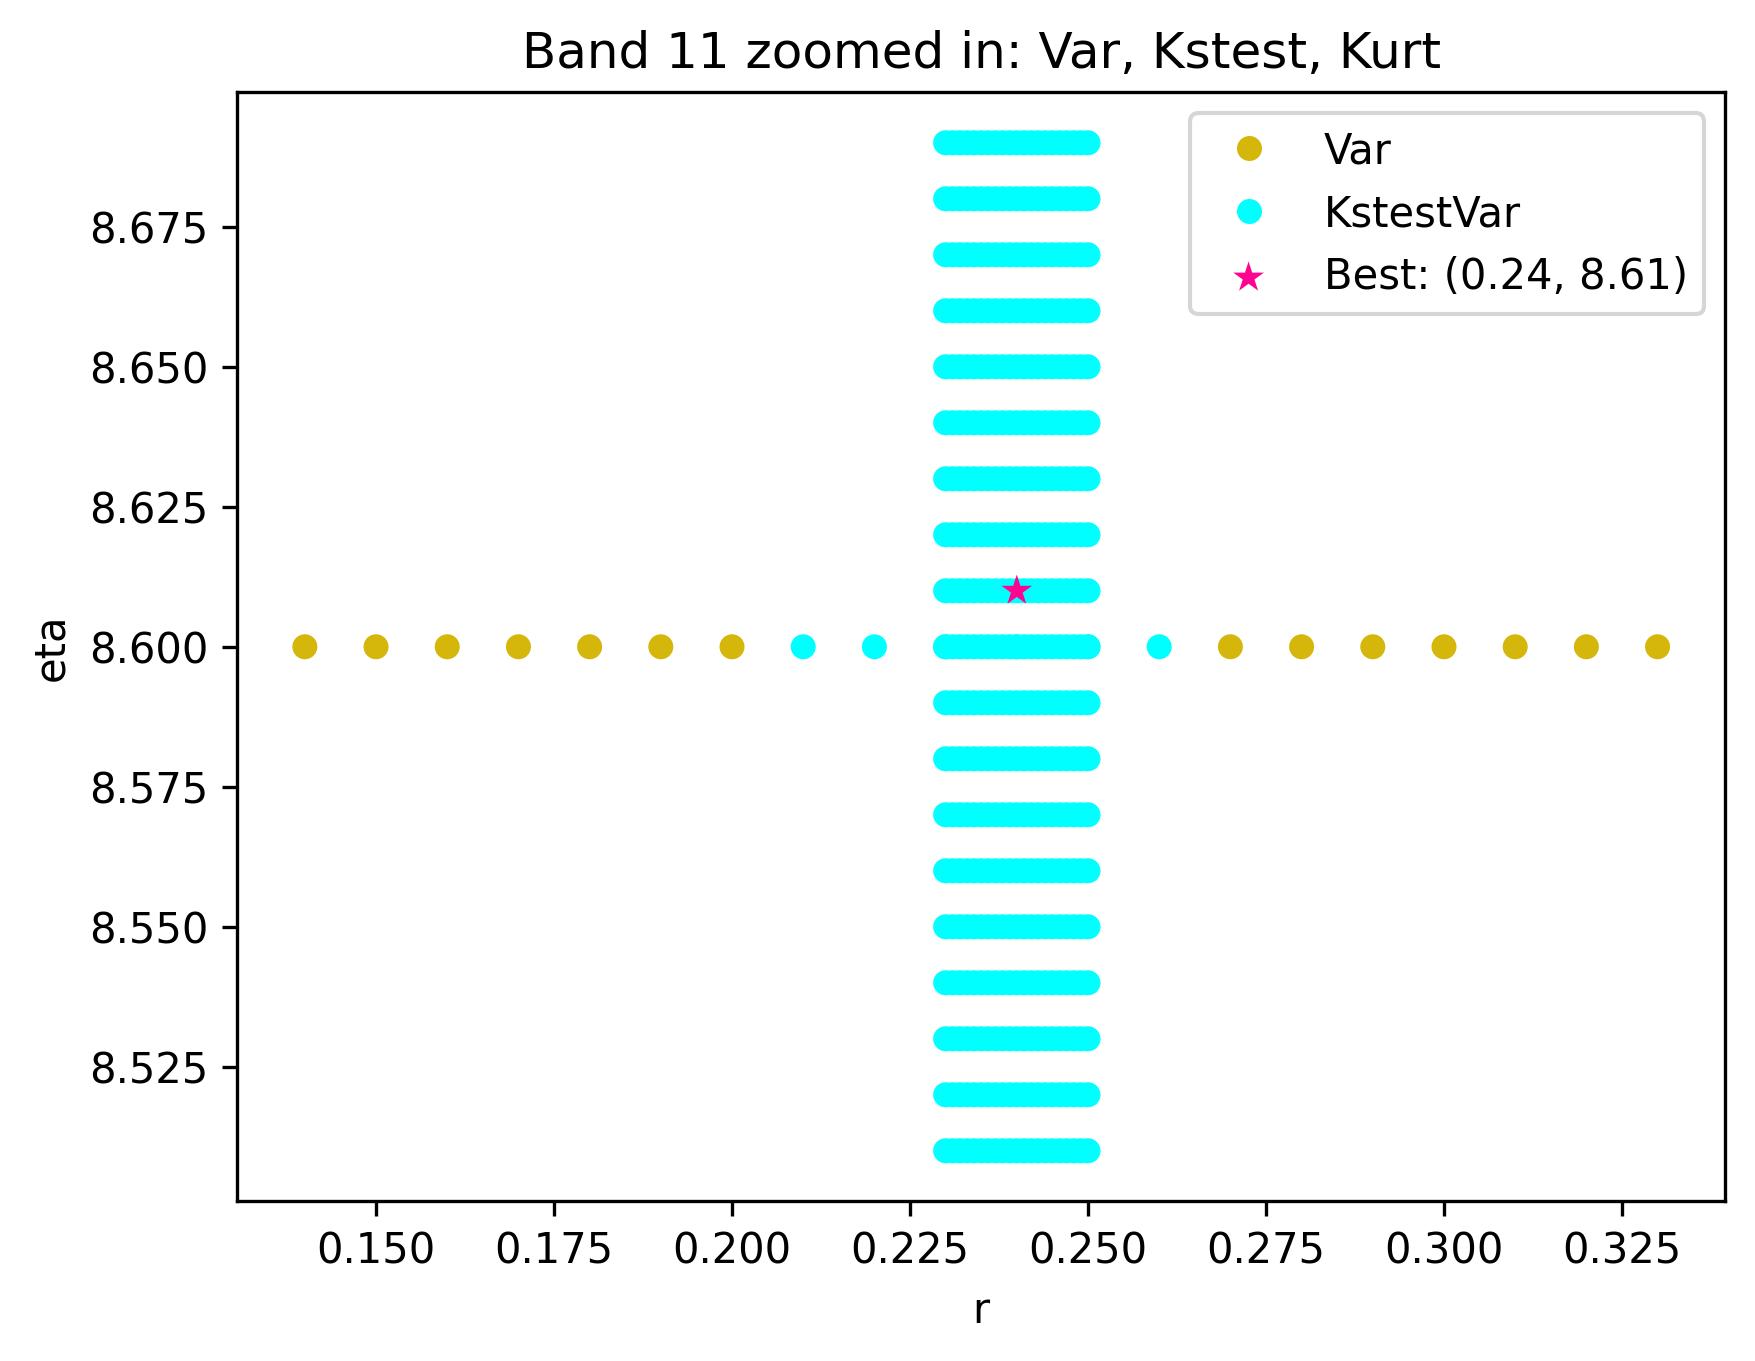 Band 11 zoomed in: Var, Kstest, Kurt
Var
KstestVar
Best: (0.24, 8.61)
eta
8.675
8.650
8.625
8.600
8.575
8.550
8.525
0.150 0.175 0.200 0.225 0.250 0.275 0.300 0.325
r